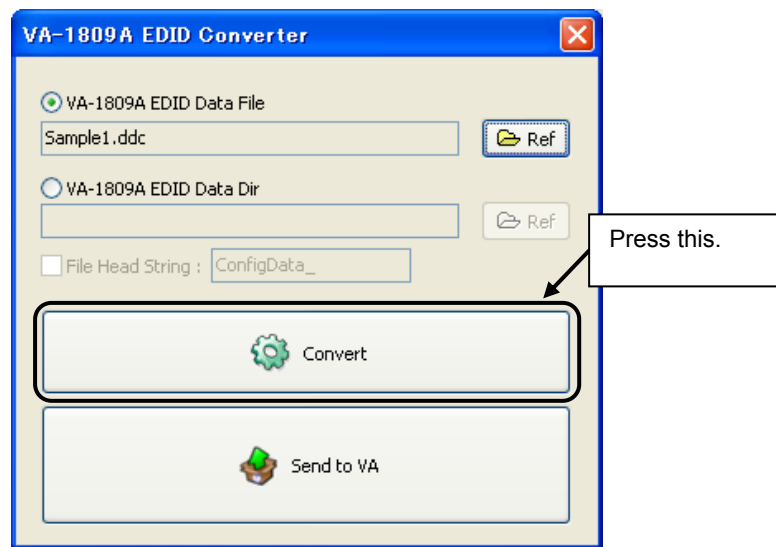 VA-1809A EDID Converter
VA-1809A EDID Data File
Sample1.ddc
Ref
VA-1809A EDID Data Dir
Ref
Press this.
File Head String :
ConfigData_
Convert
Send to VA